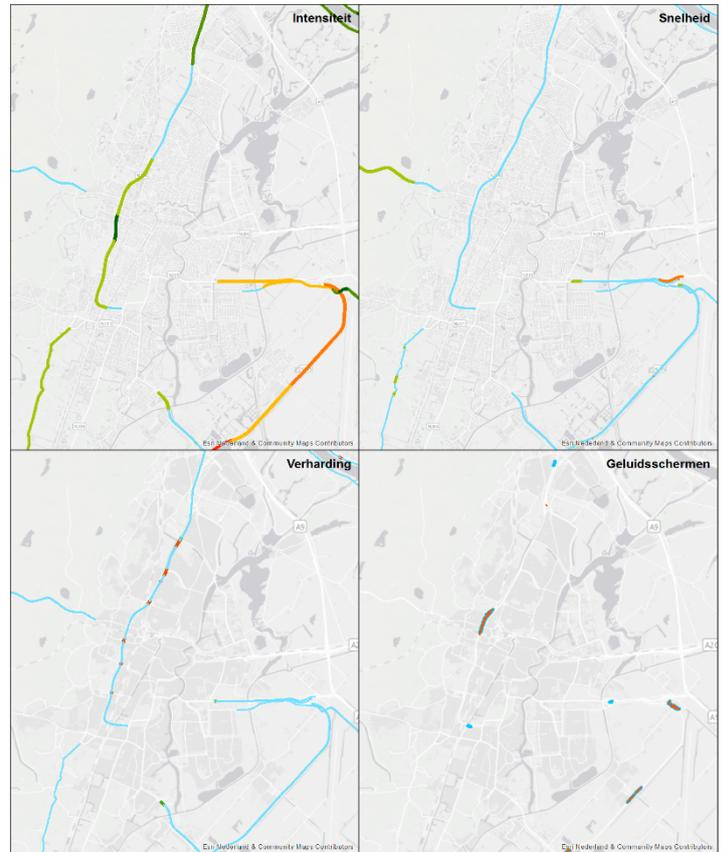 Intensiteit
Esri Nederland & Community Maps Contributors
Snelheid
Esri Nederland & Community Maps Contributors
Verharding
A9
Esri Nederland & Community Maps Contributors
Geluidsschermen
A9
Esri Nederland & Community Maps Contributors